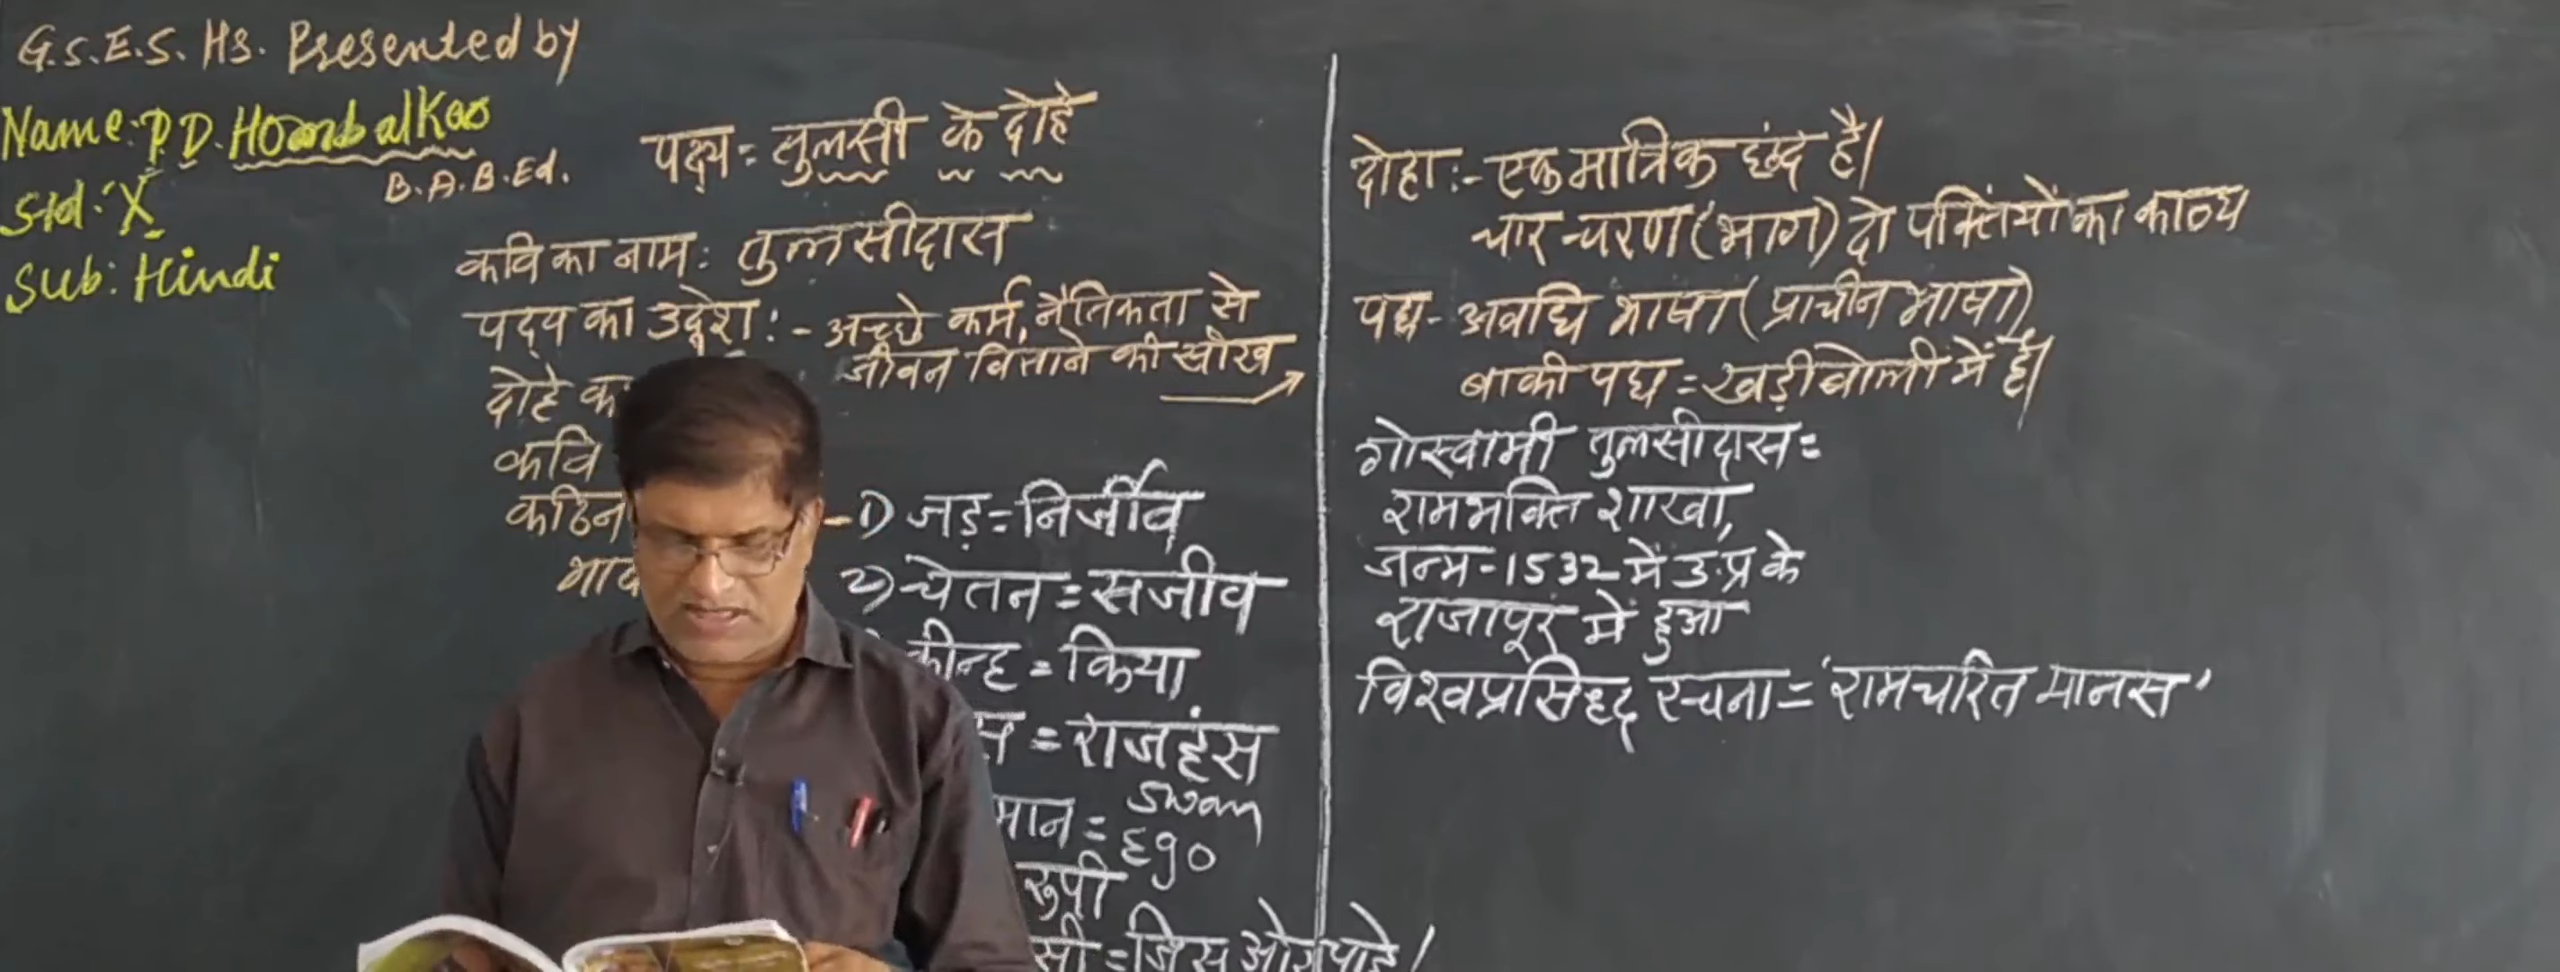 G.S.E.S. HS. Presented by
Name: P.D. Hombalkar
B.A.B.Ed.
Std: X
Sub: Hindi
पद्य = तुलसी के दोहे
कवि का नाम: तुलसीदास
पद्य का उद्देश: - अच्छे कर्म, नैतिकता से
जीवन बिताने की सीख
दोहे क
कवि
कठिन
भाव
1) जड़ = निर्जीव
2) चेतन = सजीव
कीन्ह = किया
स = राजहंस
swan
मान = Ego
रुपी
सी = जिस ओर
दोहा :- एक मात्रिक छंद है।
चार चरण (भाग) दो पंक्तियों का काव्य
पद्य - अवधि भाषा (प्राचीन भाषा)
बाकी पद्य = खड़ीबोली में है।
गोस्वामी तुलसीदास =
रामभक्ति शाखा,
जन्म - 1532 में उ.प्र के
राजापूर में हुआ
विश्वप्रसिद्द रचना = 'रामचरित मानस'